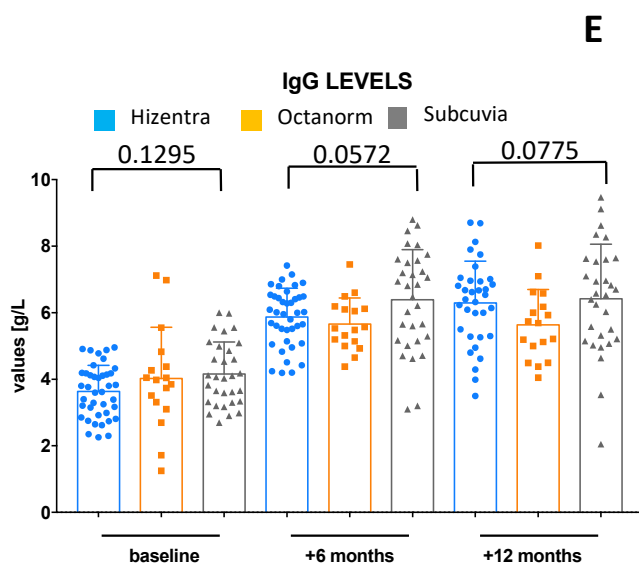 E
IgG LEVELS
Hizentra Octanorm Subcuvia
0.1295 0.0572 0.0775
10
8
6
4
2
0
values [g/L]
baseline +6 months +12 months